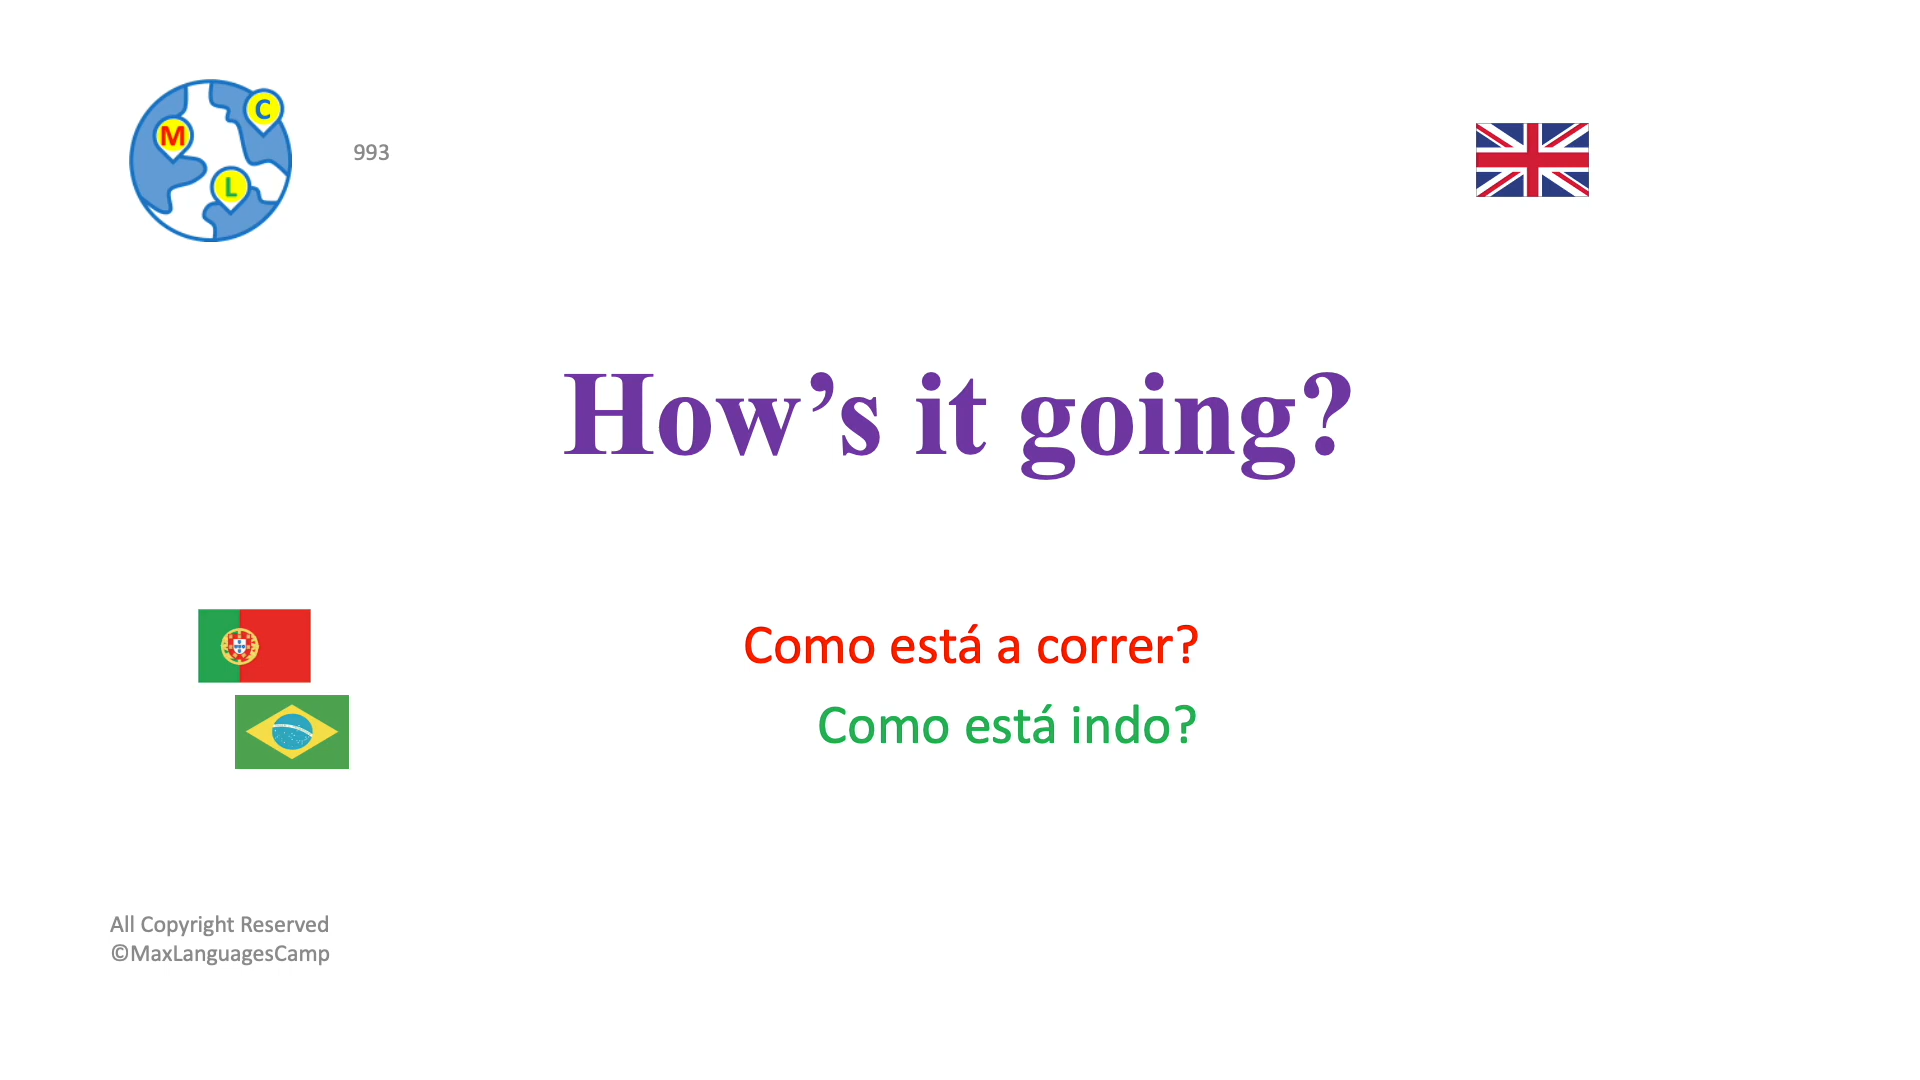 M
C
L
993
How’s it going?
Como está a correr?
Como está indo?
All Copyright Reserved
©MaxLanguagesCamp